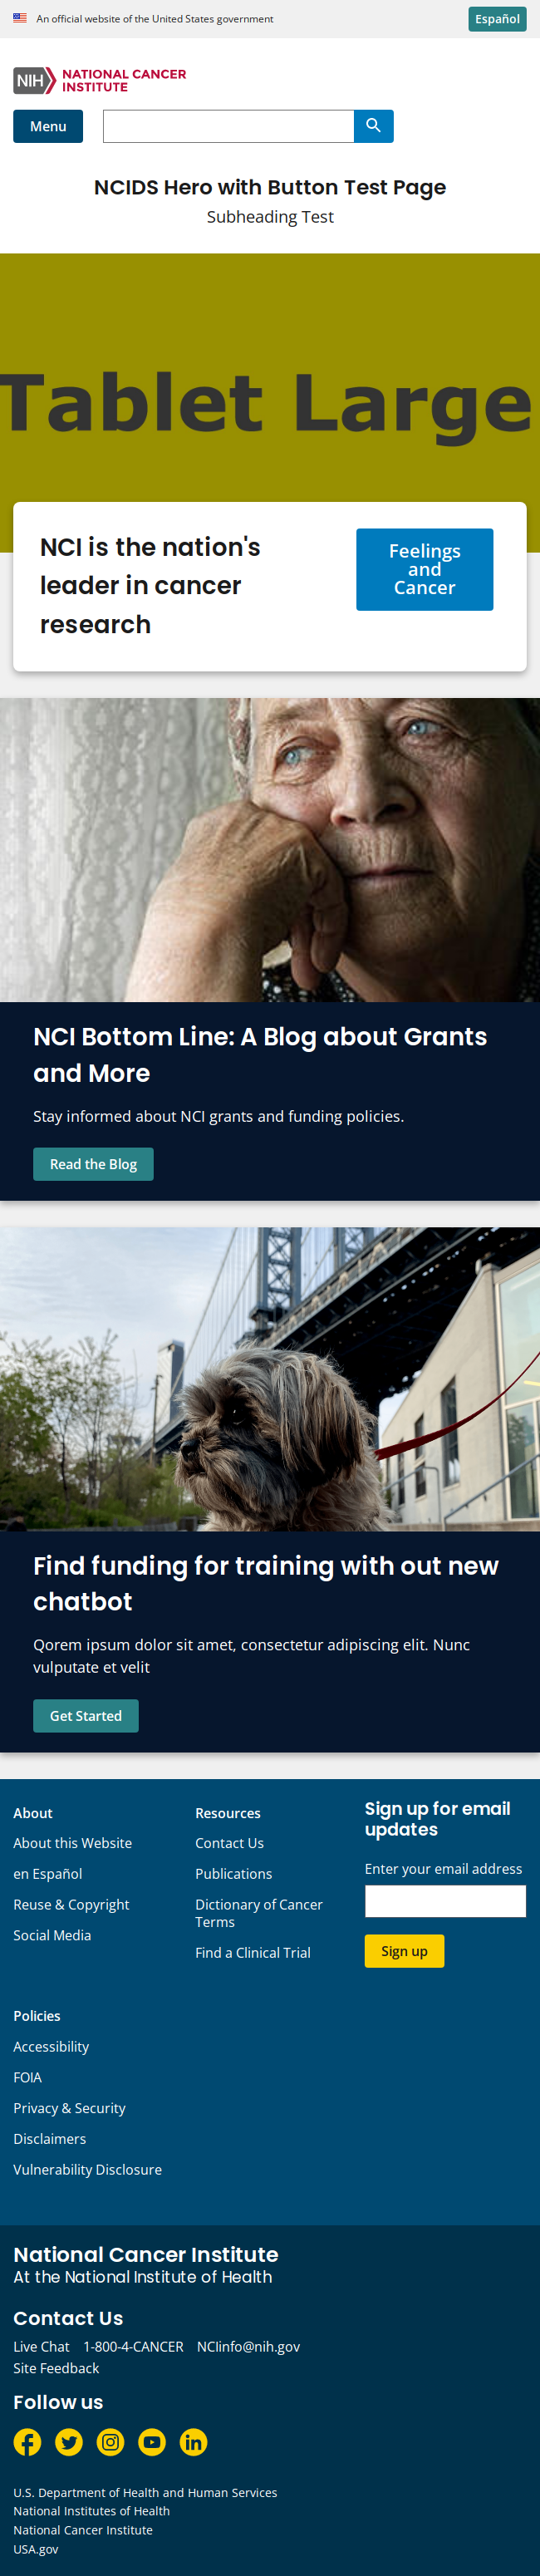 An official website of the United States government
Español
NIH NATIONAL CANCER
INSTITUTE
Menu
NCIDS Hero with Button Test Page
Subheading Test
Tablet Large
NCI is the nation's
leader in cancer
research
Feelings
and
Cancer
NCI Bottom Line: A Blog about Grants
and More
Stay informed about NCI grants and funding policies.
Read the Blog
Find funding for training with out new
chatbot
Qorem ipsum dolor sit amet, consectetur adipiscing elit. Nunc
vulputate et velit
Get Started
About
About this Website
en Español
Reuse & Copyright
Social Media
Resources
Contact Us
Publications
Dictionary of Cancer
Terms
Find a Clinical Trial
Sign up for email
updates
Enter your email address
Sign up
Policies
Accessibility
FOIA
Privacy & Security
Disclaimers
Vulnerability Disclosure
National Cancer Institute
At the National Institute of Health
Contact Us
Live Chat 1-800-4-CANCER NCIinfo@nih.gov
Site Feedback
Follow us
U.S. Department of Health and Human Services
National Institutes of Health
National Cancer Institute
USA.gov